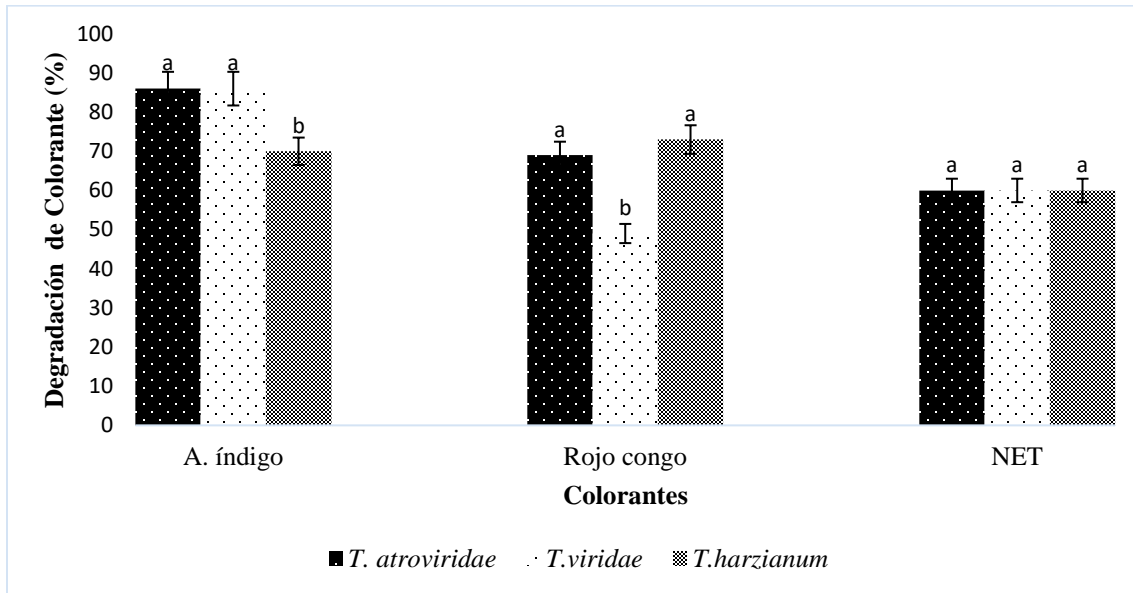 Degradación de Colorante (%)
100
90
80
70
60
50
40
30
20
10
0
a a b
a b a
a a a
A. índigo Rojo congo NET
Colorantes
T. atroviridae T.viridae T.harzianum